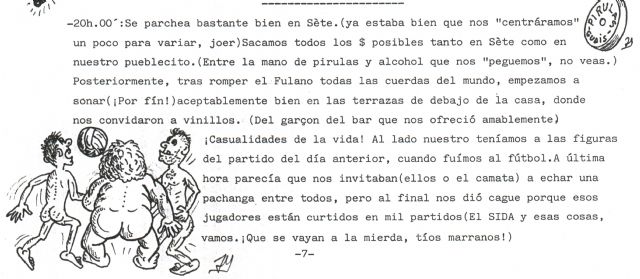 -20h.00´:Se parchea bastante bien en Sète.(ya estaba bien que nos "centráramos"
un poco para variar, joer)Sacamos todos los $ posibles tanto en Sète como en
nuestro pueblecito.(Entre la mano de pirulas y alcohol que nos "peguemos", no veas.)
Posteriormente, tras romper el Fulano todas las cuerdas del mundo, empezamos a
sonar(¡Por fín!)aceptablemente bien en las terrazas de debajo de la casa, donde
nos convidaron a vinillos. (Del garçon del bar que nos ofreció amablemente)
¡Casualidades de la vida! Al lado nuestro teníamos a las figuras
del partido del día anterior, cuando fuímos al fútbol.A última
hora parecía que nos invitaban(ellos o el camata) a echar una
pachanga entre todos, pero al final nos dió cague porque esos
jugadores están curtidos en mil partidos(El SIDA y esas cosas,
vamos.¡Que se vayan a la mierda, tíos marranos!)
-7-
PIRULA